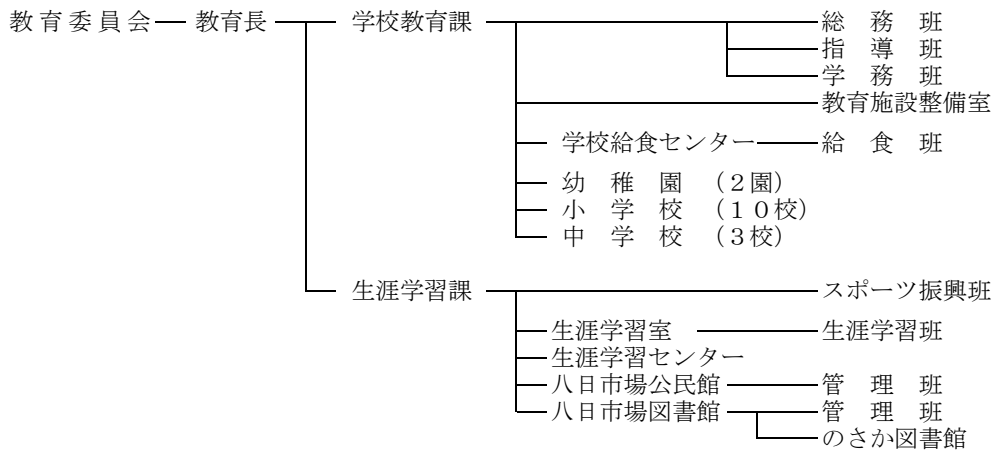 教育委員会 教育長 学校教育課 総務班
指導班
学務班
教育施設整備室
学校給食センター 給食班
幼稚園 （２園）
小学校 （１０校）
中学校 （３校）
生涯学習課 スポーツ振興班
生涯学習室 生涯学習班
生涯学習センター
八日市場公民館 管理班
八日市場図書館 管理班
のさか図書館